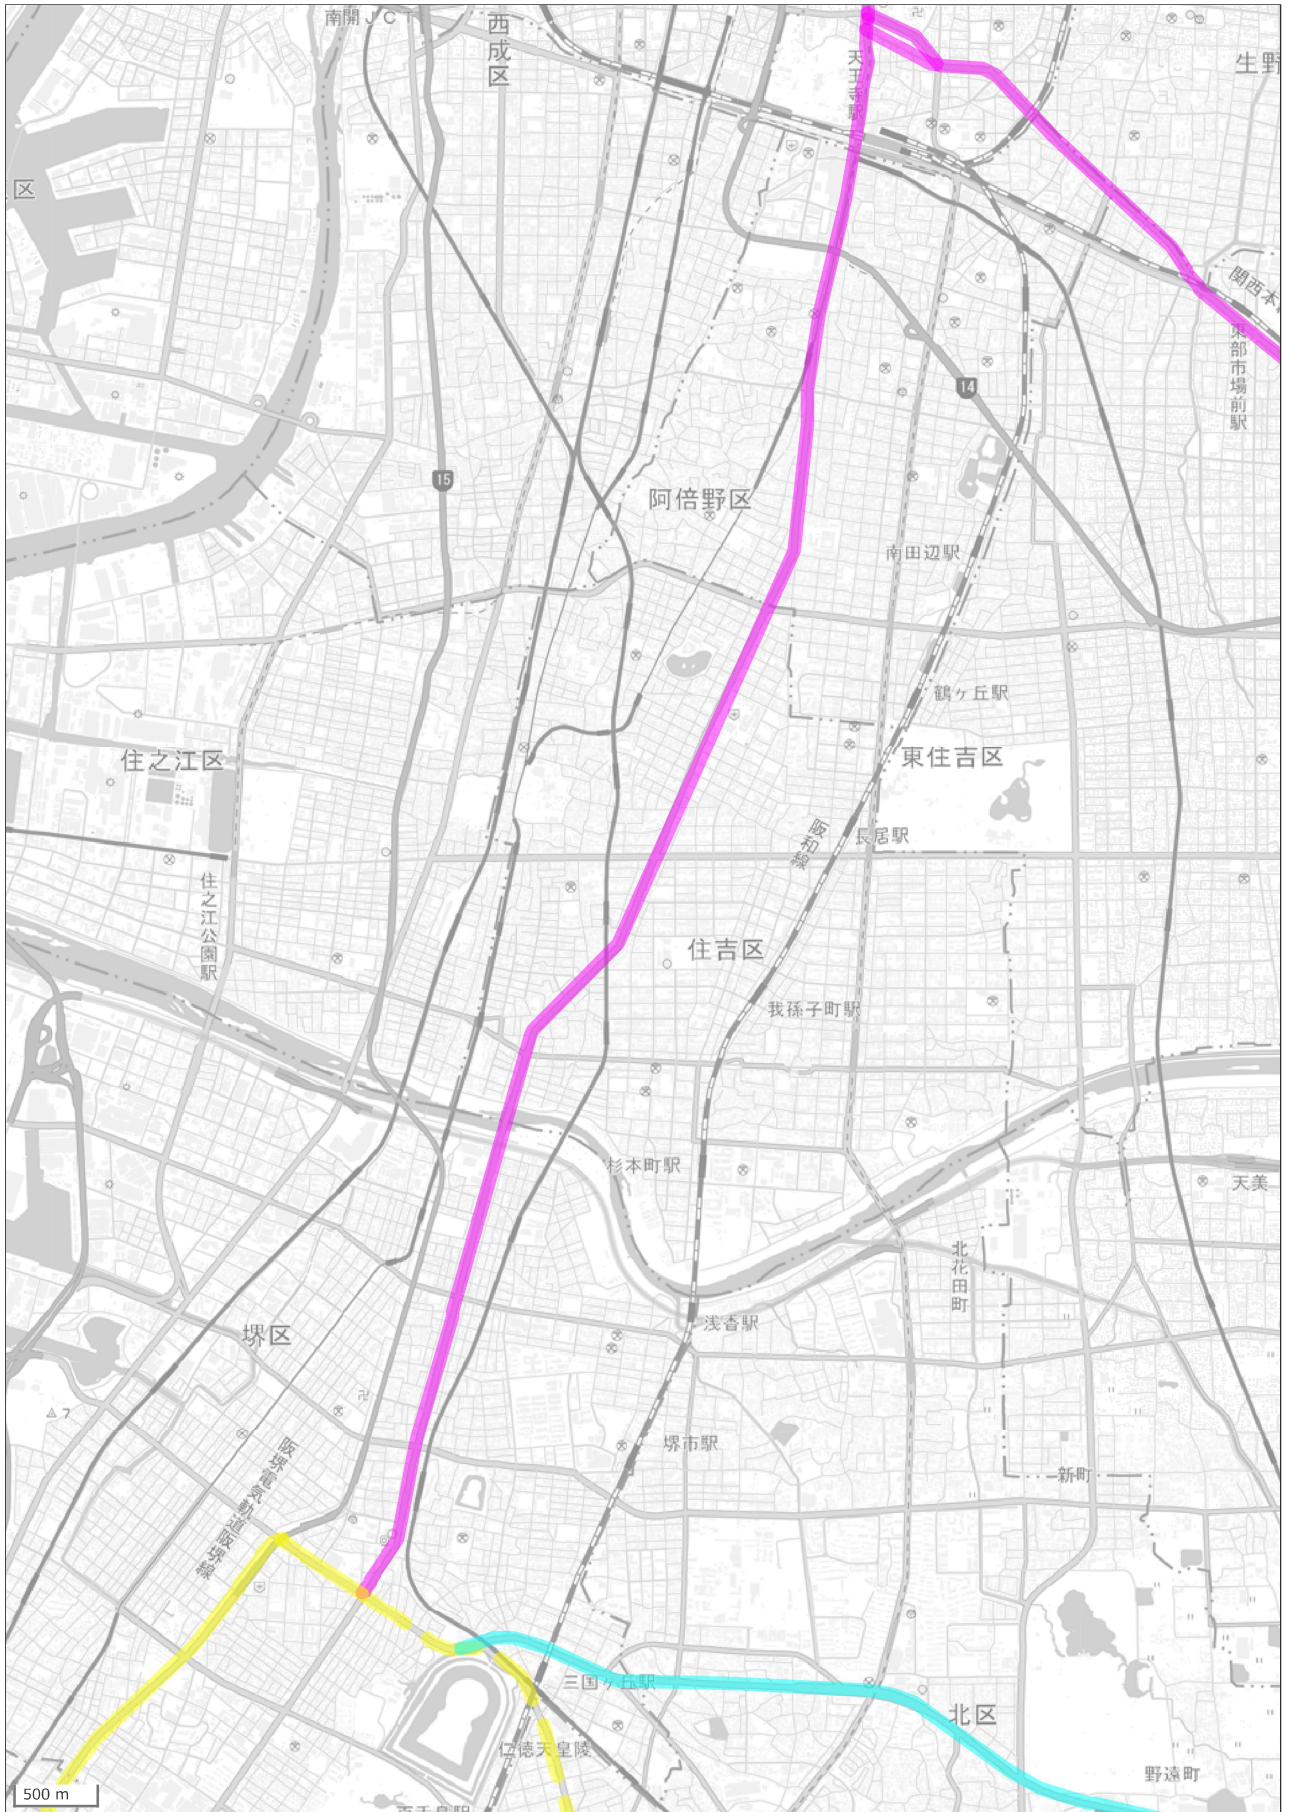 南開ＪＣＴ
西成区
生野
天王寺駅
区
関西本
東部市場前駅
14
15
阿倍野区
南田辺駅
鶴ヶ丘駅
住之江区
東住吉区
長居駅
阪和線
住之江公園駅
住吉区
我孫子町駅
杉本町駅
天美
北花田町
浅香駅
堺区
7
堺市駅
阪堺電気軌道阪堺線
新町
三国ヶ丘駅
北区
仁徳天皇陵
野遠町
500 m